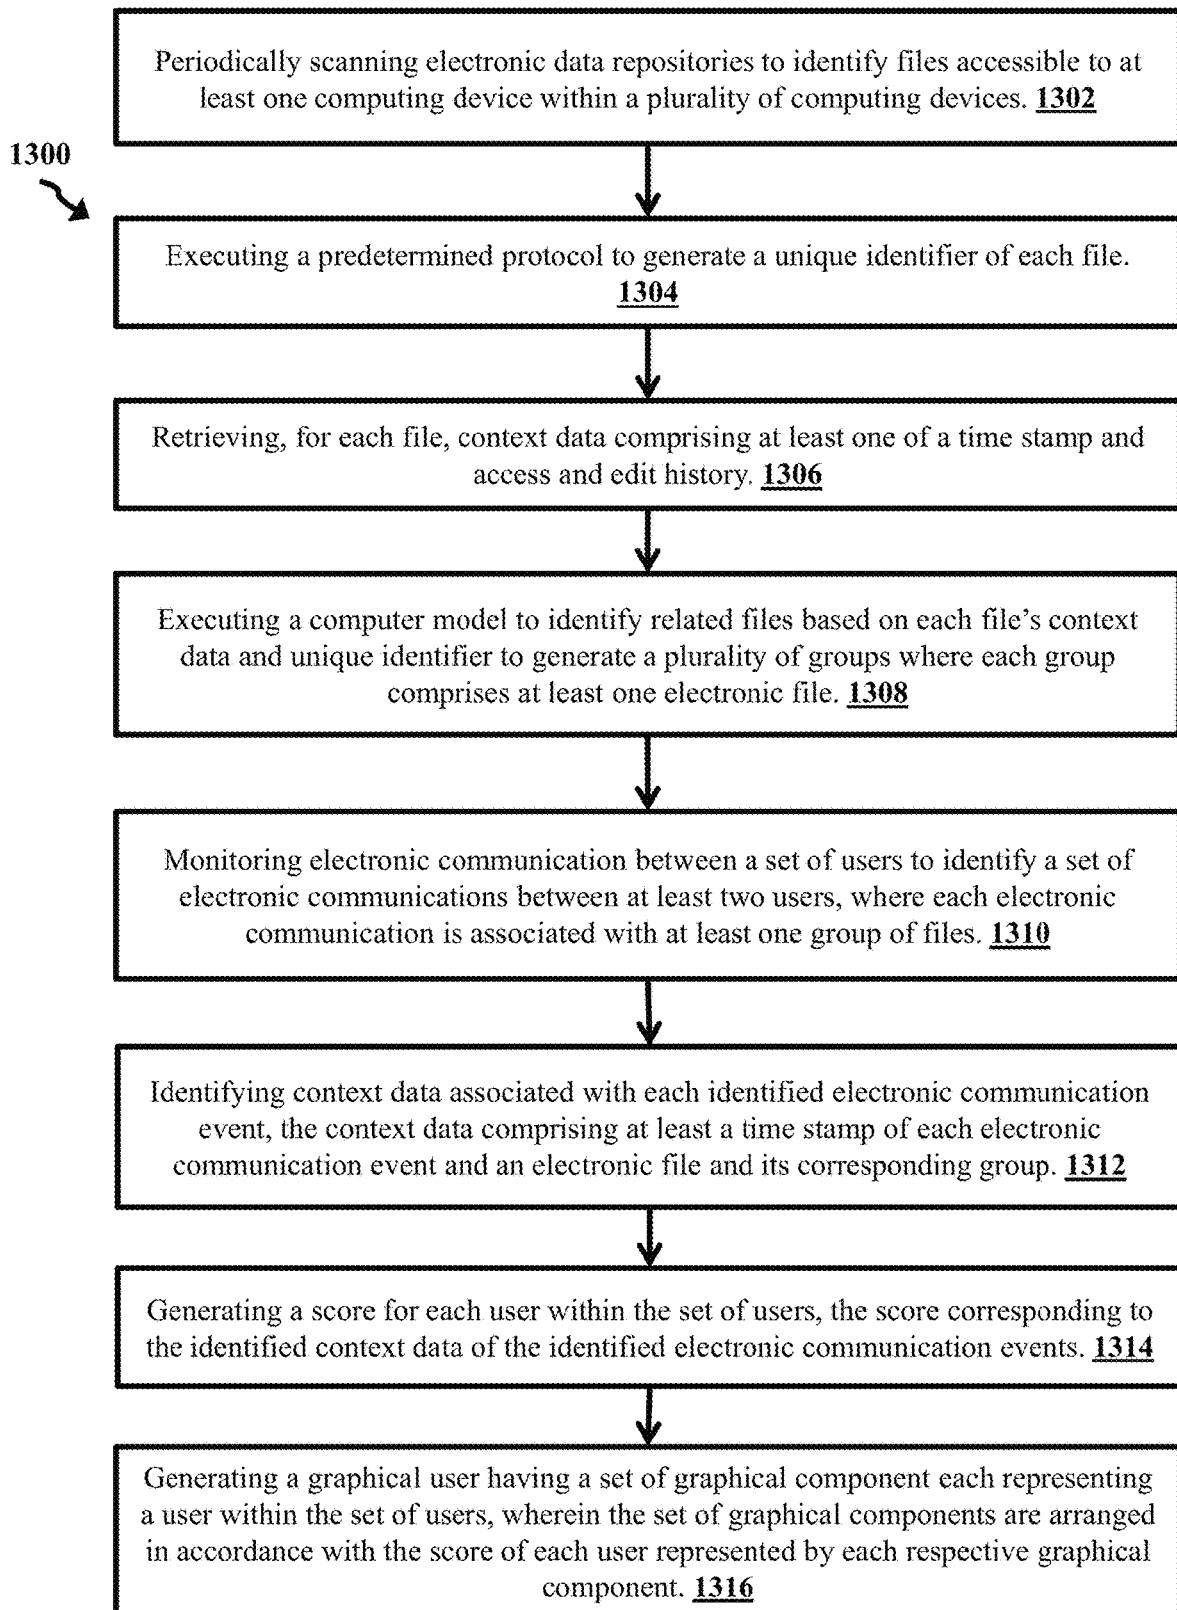 Periodically scanning electronic data repositories to identify files accessible to at
least one computing device within a plurality of computing devices. 1302
1300
Executing a predetermined protocol to generate a unique identifier of each file.
1304
Retrieving, for each file, context data comprising at least one of a time stamp and
access and edit history. 1306
Executing a computer model to identify related files based on each file's context
data and unique identifier to generate a plurality of groups where each group
comprises at least one electronic file. 1308
Monitoring electronic communication between a set of users to identify a set of
electronic communications between at least two users, where each electronic
communication is associated with at least one group of files. 1310
Identifying context data associated with each identified electronic communication
event, the context data comprising at least a time stamp of each electronic
communication event and an electronic file and its corresponding group. 1312
Generating a score for each user within the set of users, the score corresponding to
the identified context data of the identified electronic communication events. 1314
Generating a graphical user having a set of graphical component each representing
a user within the set of users, wherein the set of graphical components are arranged
in accordance with the score of each user represented by each respective graphical
component. 1316